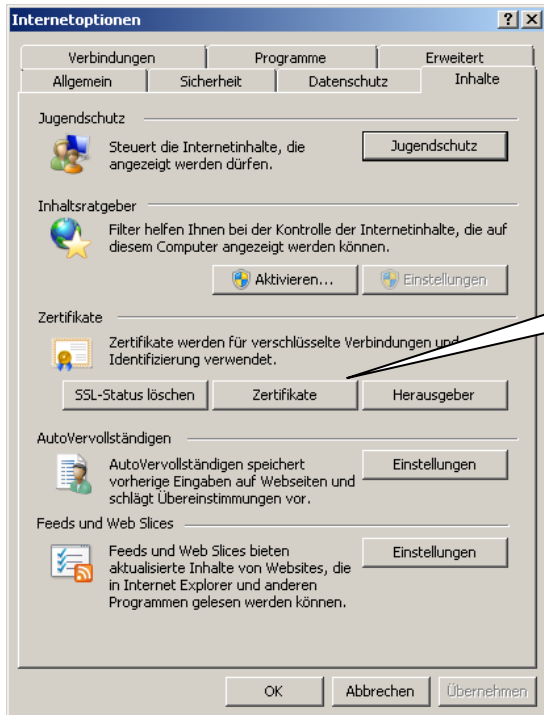 Internetoptionen
Verbindungen Programme Erweitert
Allgemein Sicherheit Datenschutz Inhalte
Jugendschutz
Steuert die Internetinhalte, die
angezeigt werden dürfen.
Jugendschutz
Inhaltsratgeber
Filter helfen Ihnen bei der Kontrolle der Internetinhalte, die auf
diesem Computer angezeigt werden können.
Aktivieren... Einstellungen
Zertifikate
Zertifikate werden für verschlüsselte Verbindungen und
Identifizierung verwendet.
SSL-Status löschen Zertifikate Herausgeber
AutoVervollständigen
AutoVervollständigen speichert
vorherige Eingaben auf Webseiten und
schlägt Übereinstimmungen vor.
Einstellungen
Feeds und Web Slices
Feeds und Web Slices bieten
aktualisierte Inhalte von Websites, die
in Internet Explorer und anderen
Programmen gelesen werden können.
Einstellungen
OK Abbrechen Übernehmen